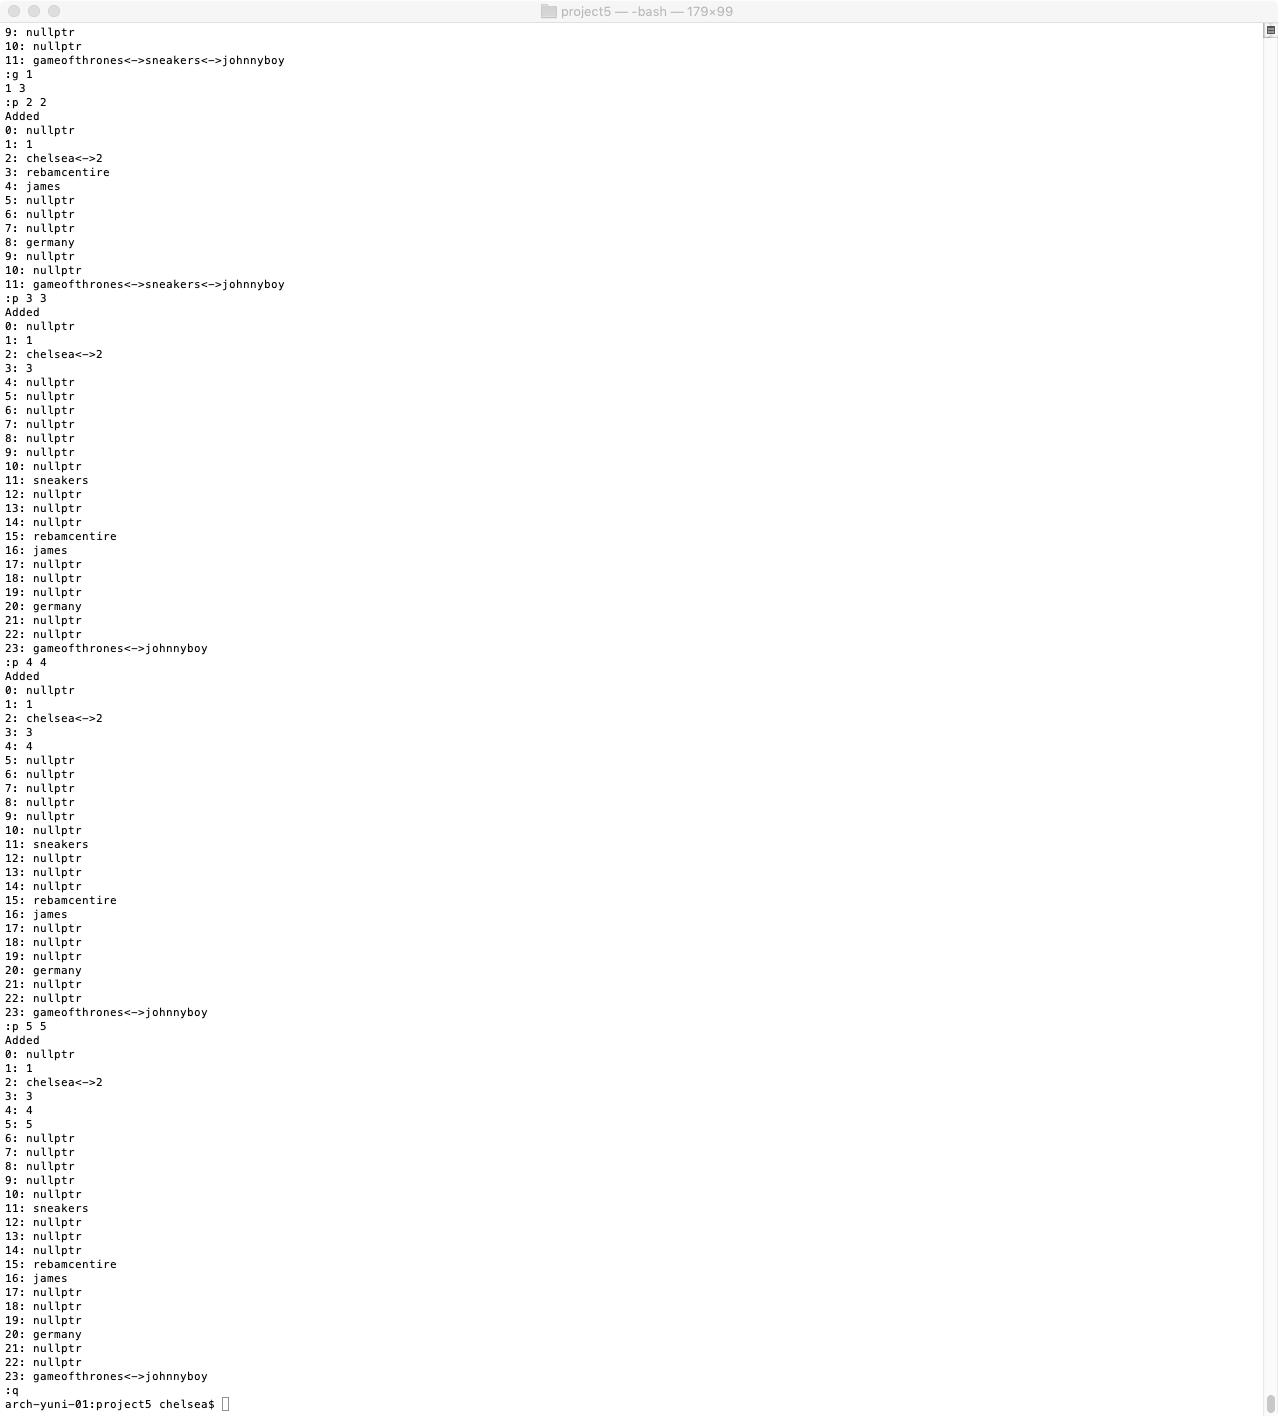 project5 — -bash — 179×99
9: nullptr
10: nullptr
11: gameofthrones<->sneakers<->johnnyboy
:g 1
1 3
:p 2 2
Added
0: nullptr
1: 1
2: chelsea<->2
3: rebamcentire
4: james
5: nullptr
6: nullptr
7: nullptr
8: germany
9: nullptr
10: nullptr
11: gameofthrones<->sneakers<->johnnyboy
:p 3 3
Added
0: nullptr
1: 1
2: chelsea<->2
3: 3
4: nullptr
5: nullptr
6: nullptr
7: nullptr
8: nullptr
9: nullptr
10: nullptr
11: sneakers
12: nullptr
13: nullptr
14: nullptr
15: rebamcentire
16: james
17: nullptr
18: nullptr
19: nullptr
20: germany
21: nullptr
22: nullptr
23: gameofthrones<->johnnyboy
:p 4 4
Added
0: nullptr
1: 1
2: chelsea<->2
3: 3
4: 4
5: nullptr
6: nullptr
7: nullptr
8: nullptr
9: nullptr
10: nullptr
11: sneakers
12: nullptr
13: nullptr
14: nullptr
15: rebamcentire
16: james
17: nullptr
18: nullptr
19: nullptr
20: germany
21: nullptr
22: nullptr
23: gameofthrones<->johnnyboy
:p 5 5
Added
0: nullptr
1: 1
2: chelsea<->2
3: 3
4: 4
5: 5
6: nullptr
7: nullptr
8: nullptr
9: nullptr
10: nullptr
11: sneakers
12: nullptr
13: nullptr
14: nullptr
15: rebamcentire
16: james
17: nullptr
18: nullptr
19: nullptr
20: germany
21: nullptr
22: nullptr
23: gameofthrones<->johnnyboy
:q
arch-yuni-01:project5 chelsea$